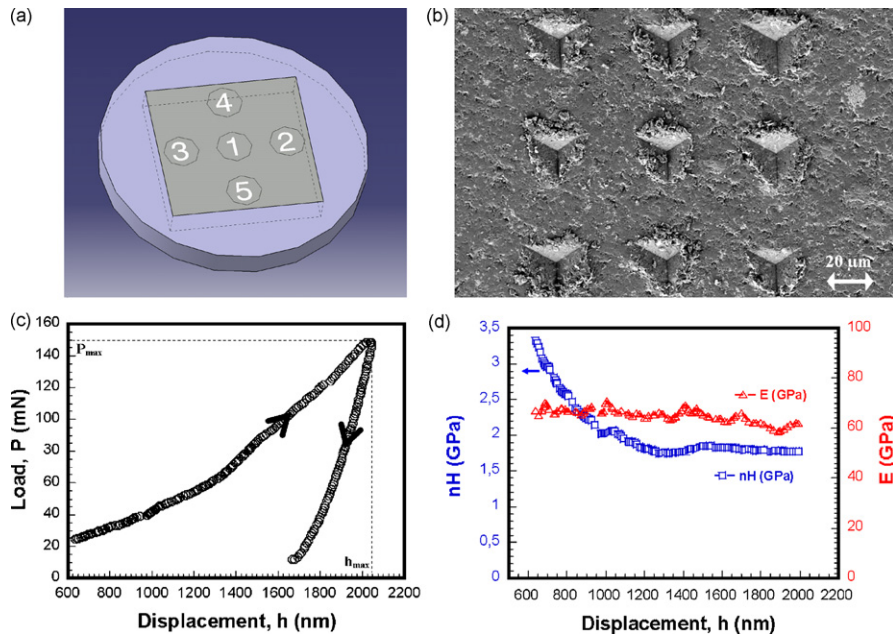 (a)
4
3 1 2
5
(b)
20 µm
(c)
160
140
120
100
80
60
40
20
0
Load, P (mN)
Pmax
hmax
600 800 1000 1200 1400 1600 1800 2000 2200
Displacement, h (nm)
(d)
3,5
3
2,5
2
1,5
1
0,5
0
nH (GPa)
E (GPa)
nH (GPa)
100
80
60
40
20
0
E (GPa)
400 600 800 1000 1200 1400 1600 1800 2000 2200
Displacement, h (nm)